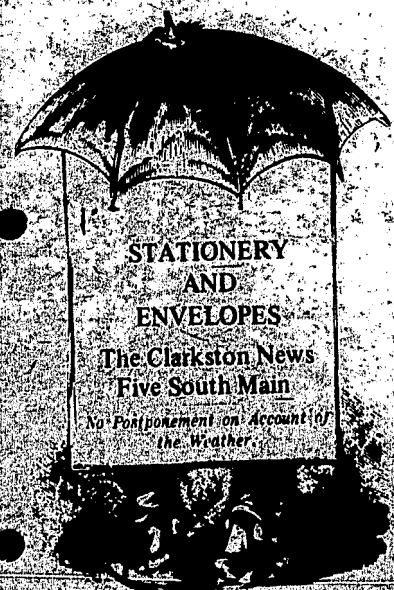 STATIONERY
AND
ENVELOPES
The Clarkston News
Five South Main
No Postponement on Account of
the Weather.